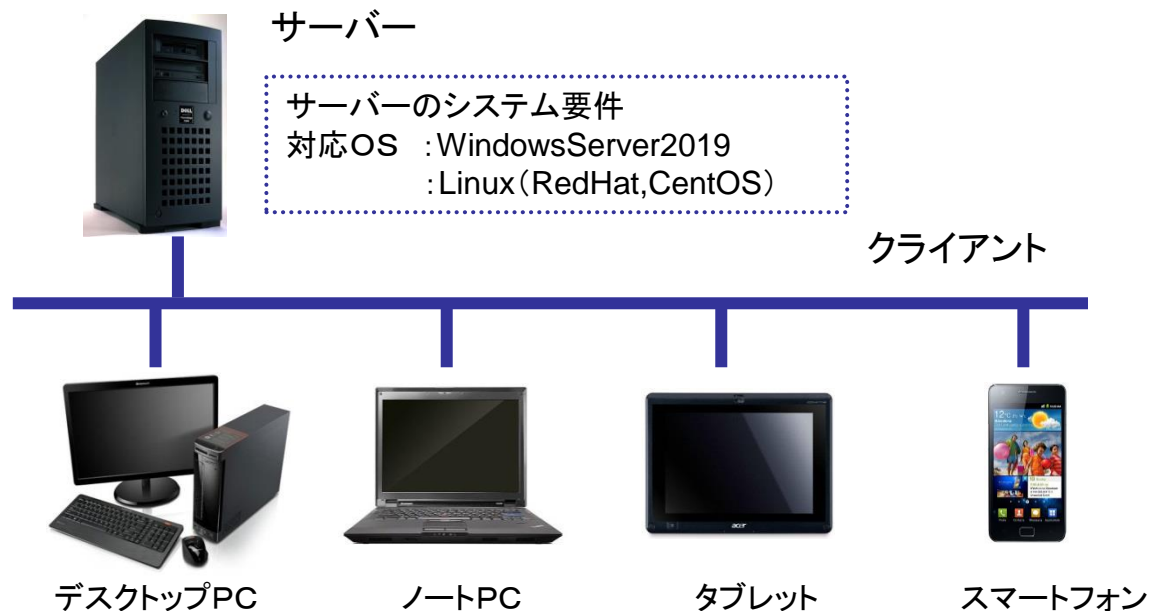 サーバー
サーバーのシステム要件
対応OS :WindowsServer2019
:Linux(RedHat,CentOS)
クライアント
DELL
acer
デスクトップPC
ノートPC
タブレット
スマートフォン